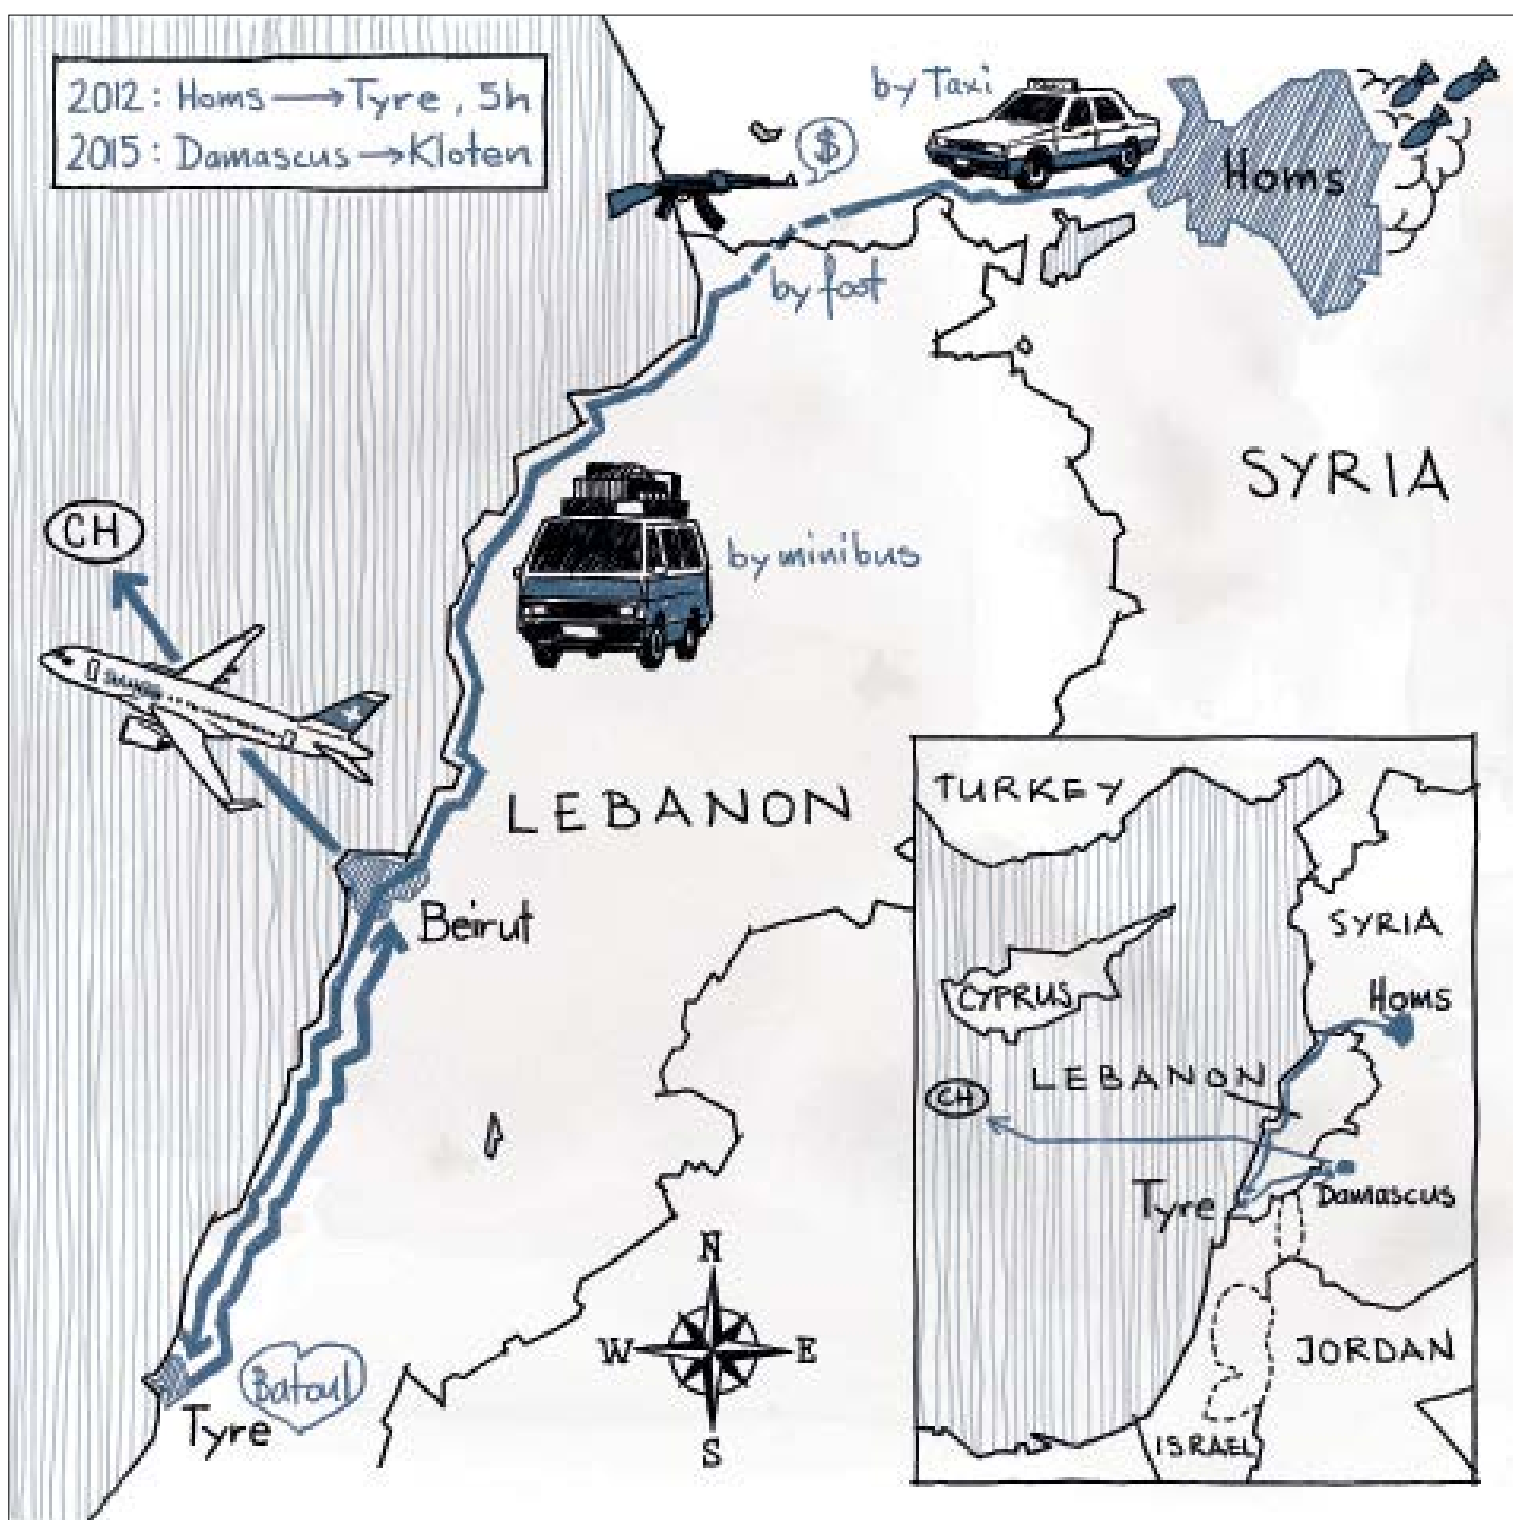 2012: Homs → Tyre, 5h
2015: Damascus → Kloten
by Taxi
$
Homs
by foot
SYRIA
CH
by minibus
LEBANON
Beirut
Batoul
Tyre
N
W
E
S
TURKEY
SYRIA
CYPRUS
Homs
LEBANON
CH
Tyre
Damascus
JORDAN
ISRAEL